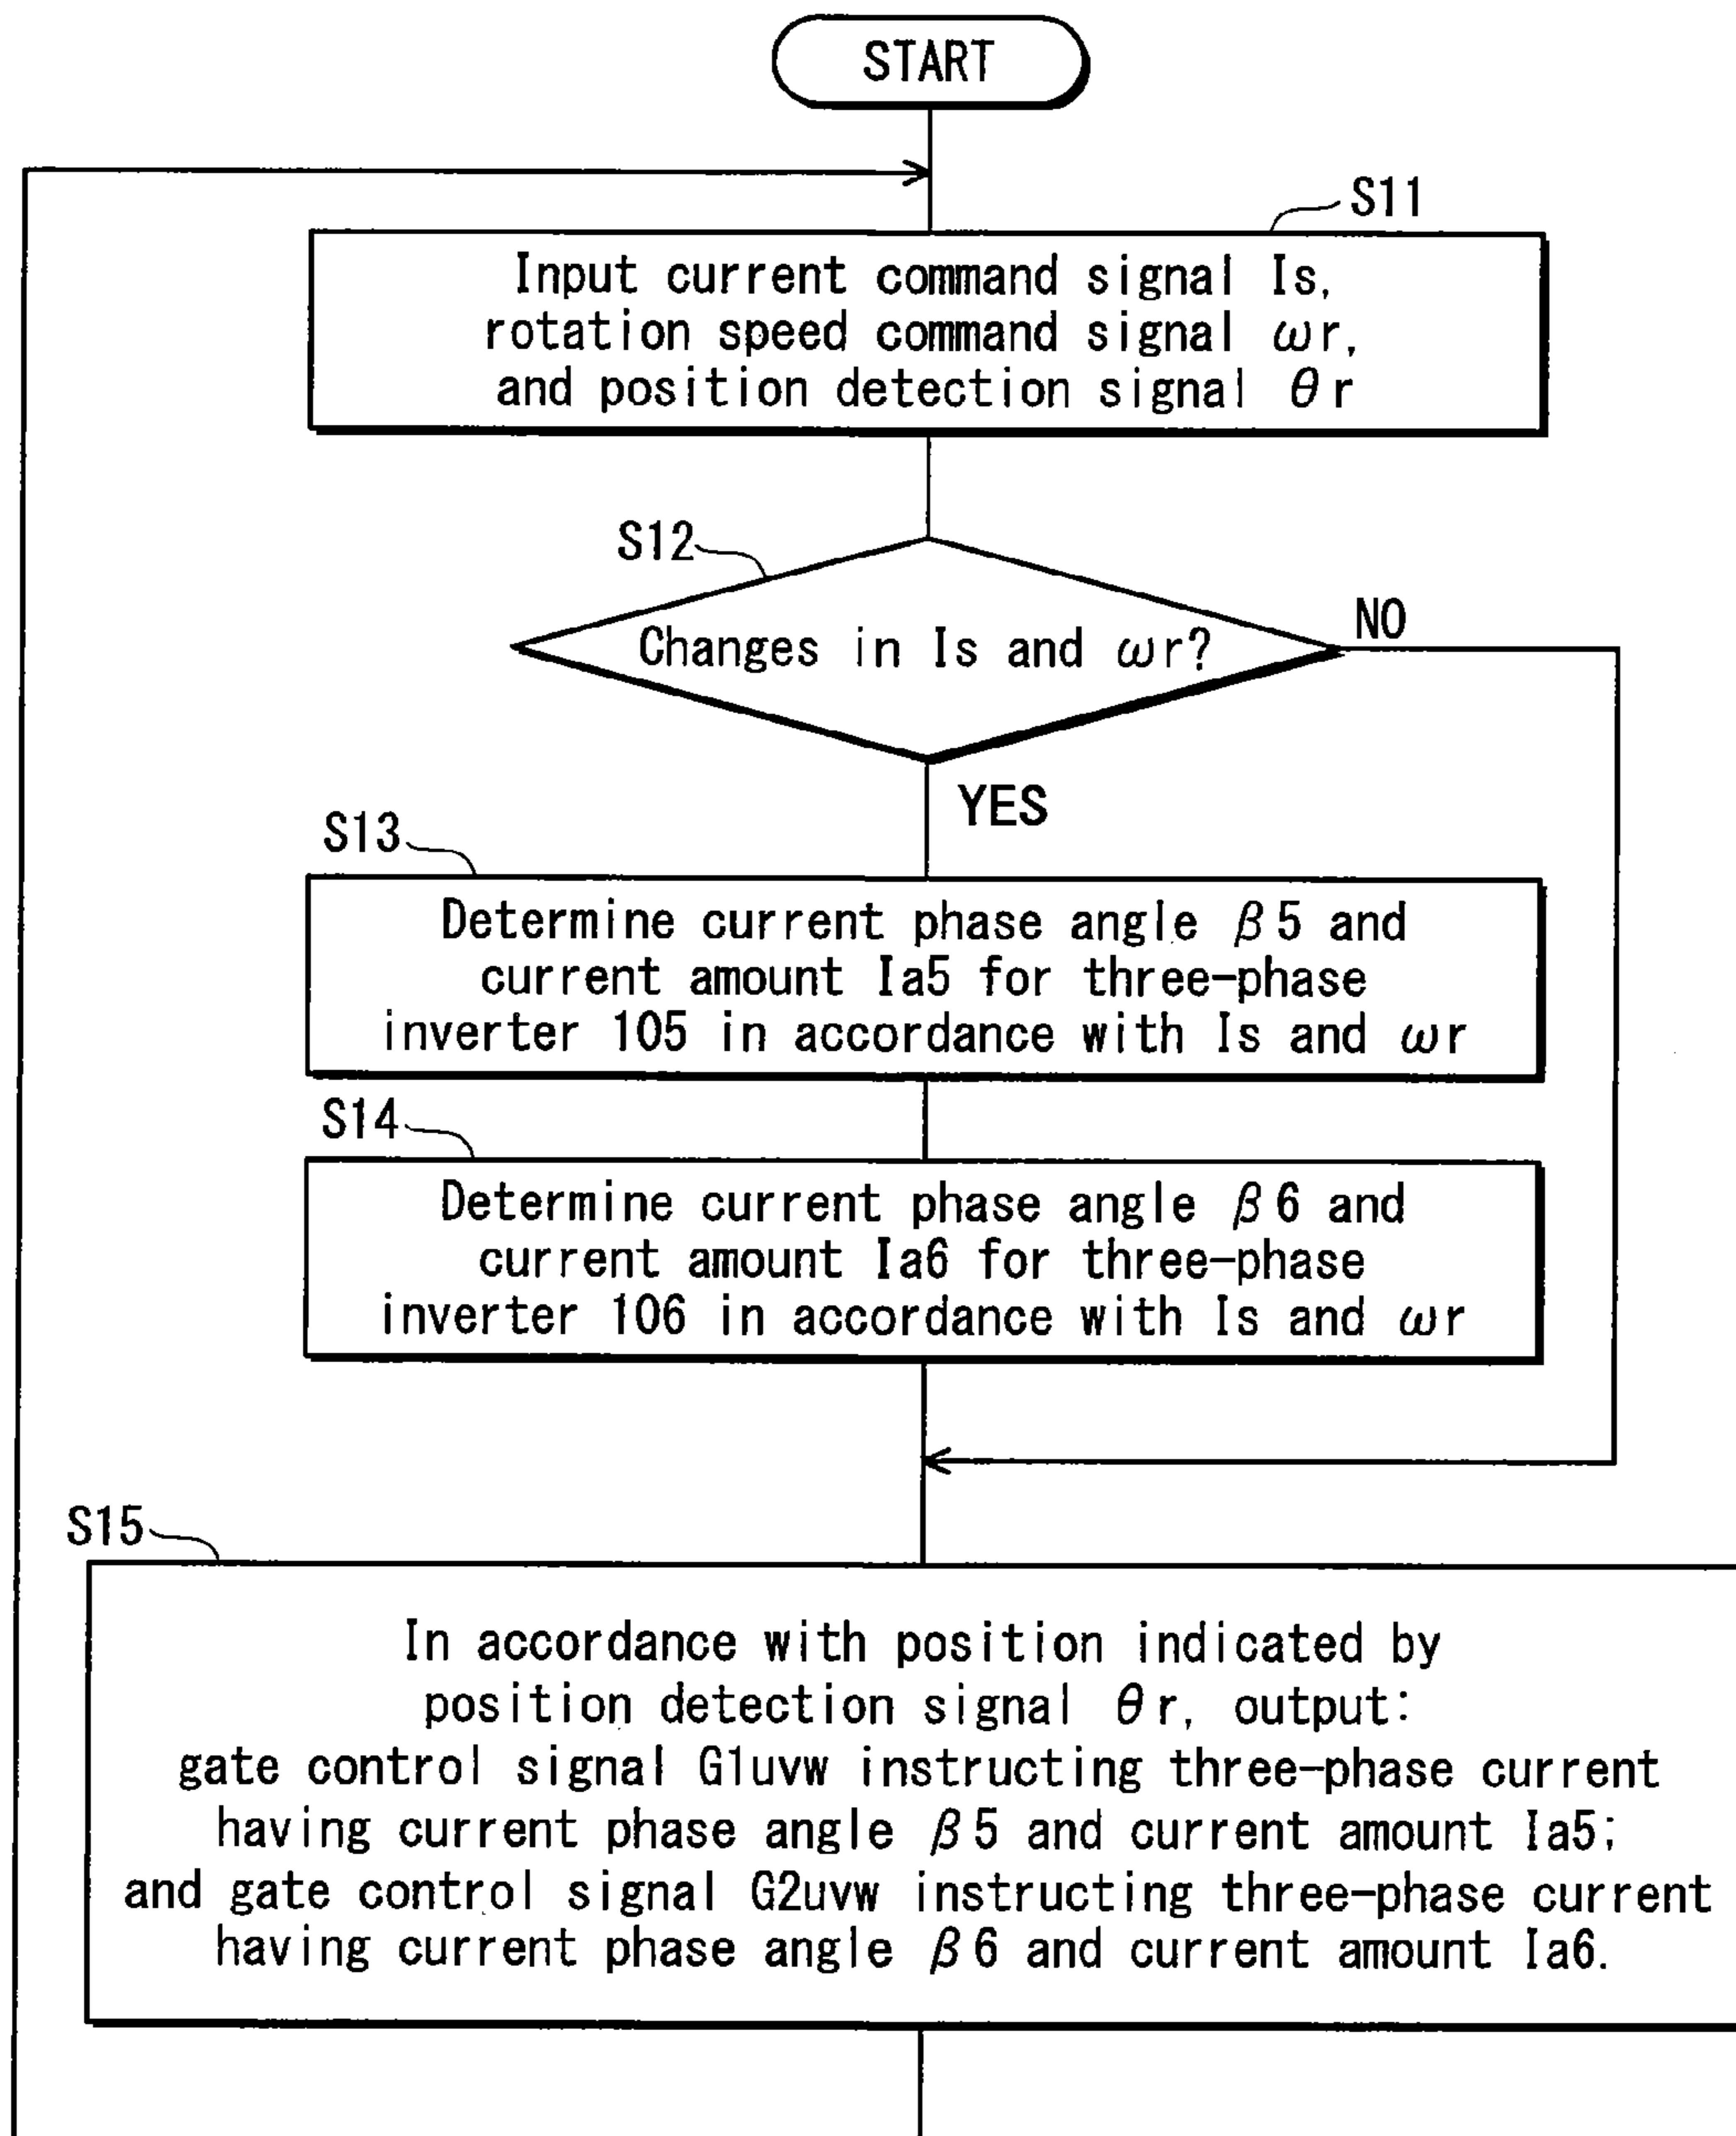 START
S11
Input current command signal Is,
rotation speed command signal ωr,
and position detection signal θr
S12
Changes in Is and ωr?
NO
YES
S13
Determine current phase angle β5 and
current amount Ia5 for three-phase
inverter 105 in accordance with Is and ωr
S14
Determine current phase angle β6 and
current amount Ia6 for three-phase
inverter 106 in accordance with Is and ωr
S15
In accordance with position indicated by
position detection signal θr, output:
gate control signal G1uvw instructing three-phase current
having current phase angle β5 and current amount Ia5;
and gate control signal G2uvw instructing three-phase current
having current phase angle β6 and current amount Ia6.